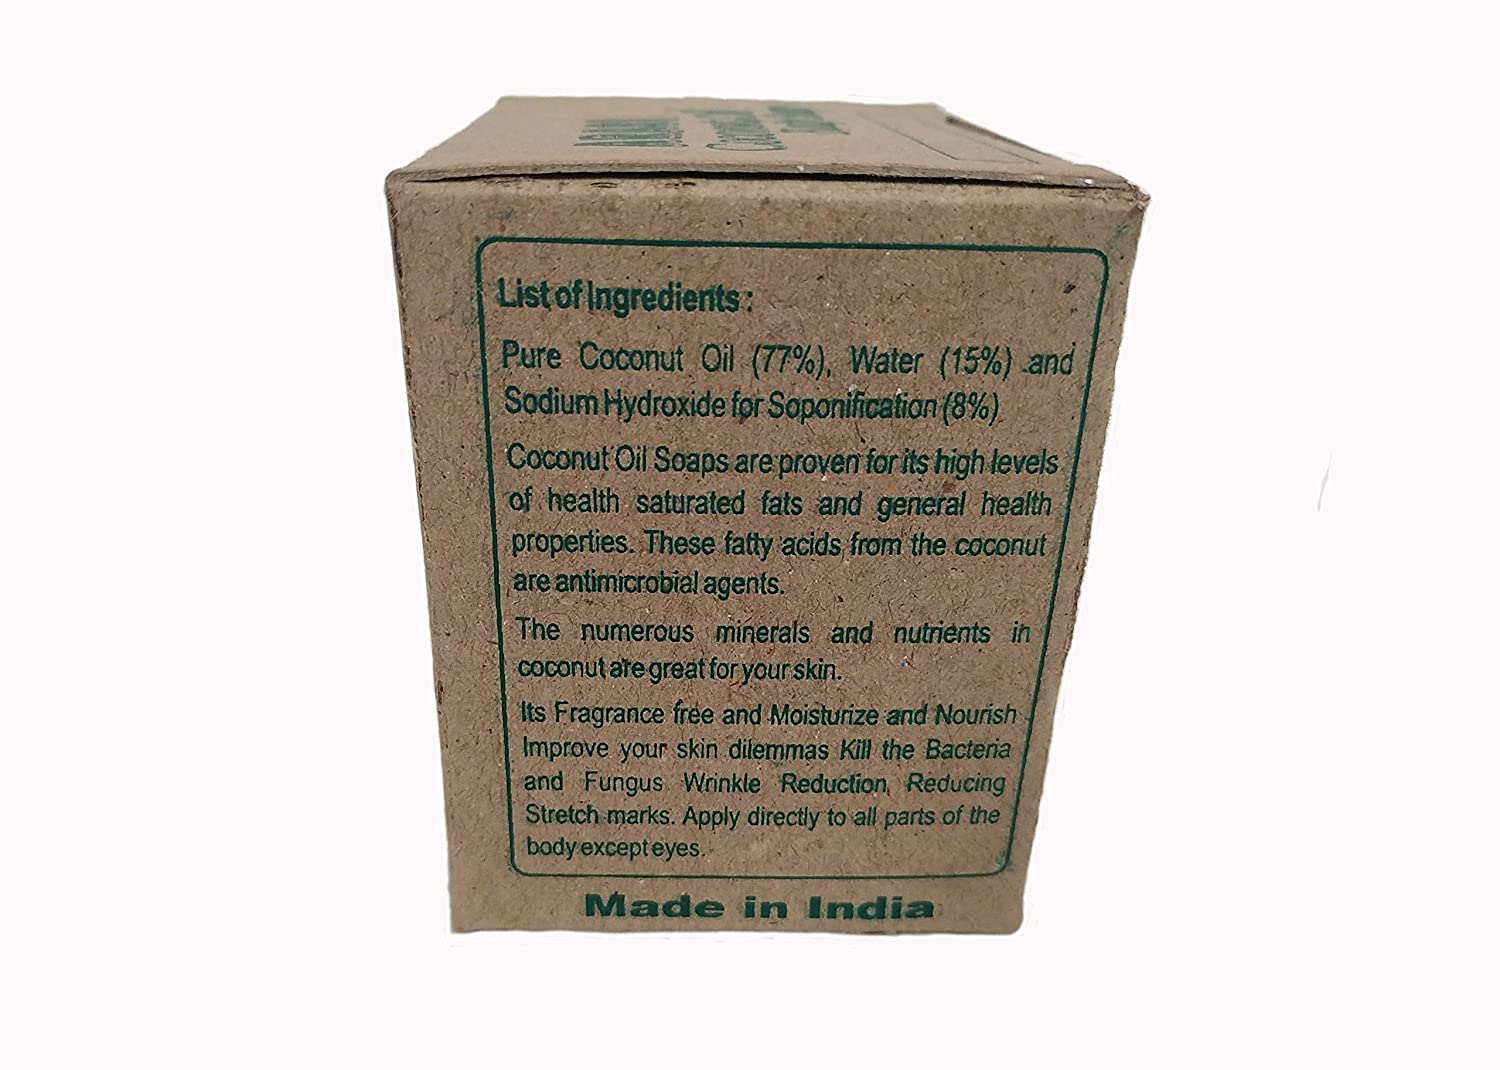 List of Ingredients :
Pure Coconut Oil (77%), Water (15%) and
Sodium Hydroxide for Soponification (8%)
Coconut Oil Soaps are proven for its high levels
of health saturated fats and general health
properties. These fatty acids from the coconut
are antimicrobial agents.
The numerous minerals and nutrients in
coconut are great for your skin.
Its Fragrance free and Moisturize and Nourish
Improve your skin dilemmas Kill the Bacteria
and Fungus Wrinkle Reduction, Reducing
Stretch marks. Apply directly to all parts of the
body except eyes.
Made in India